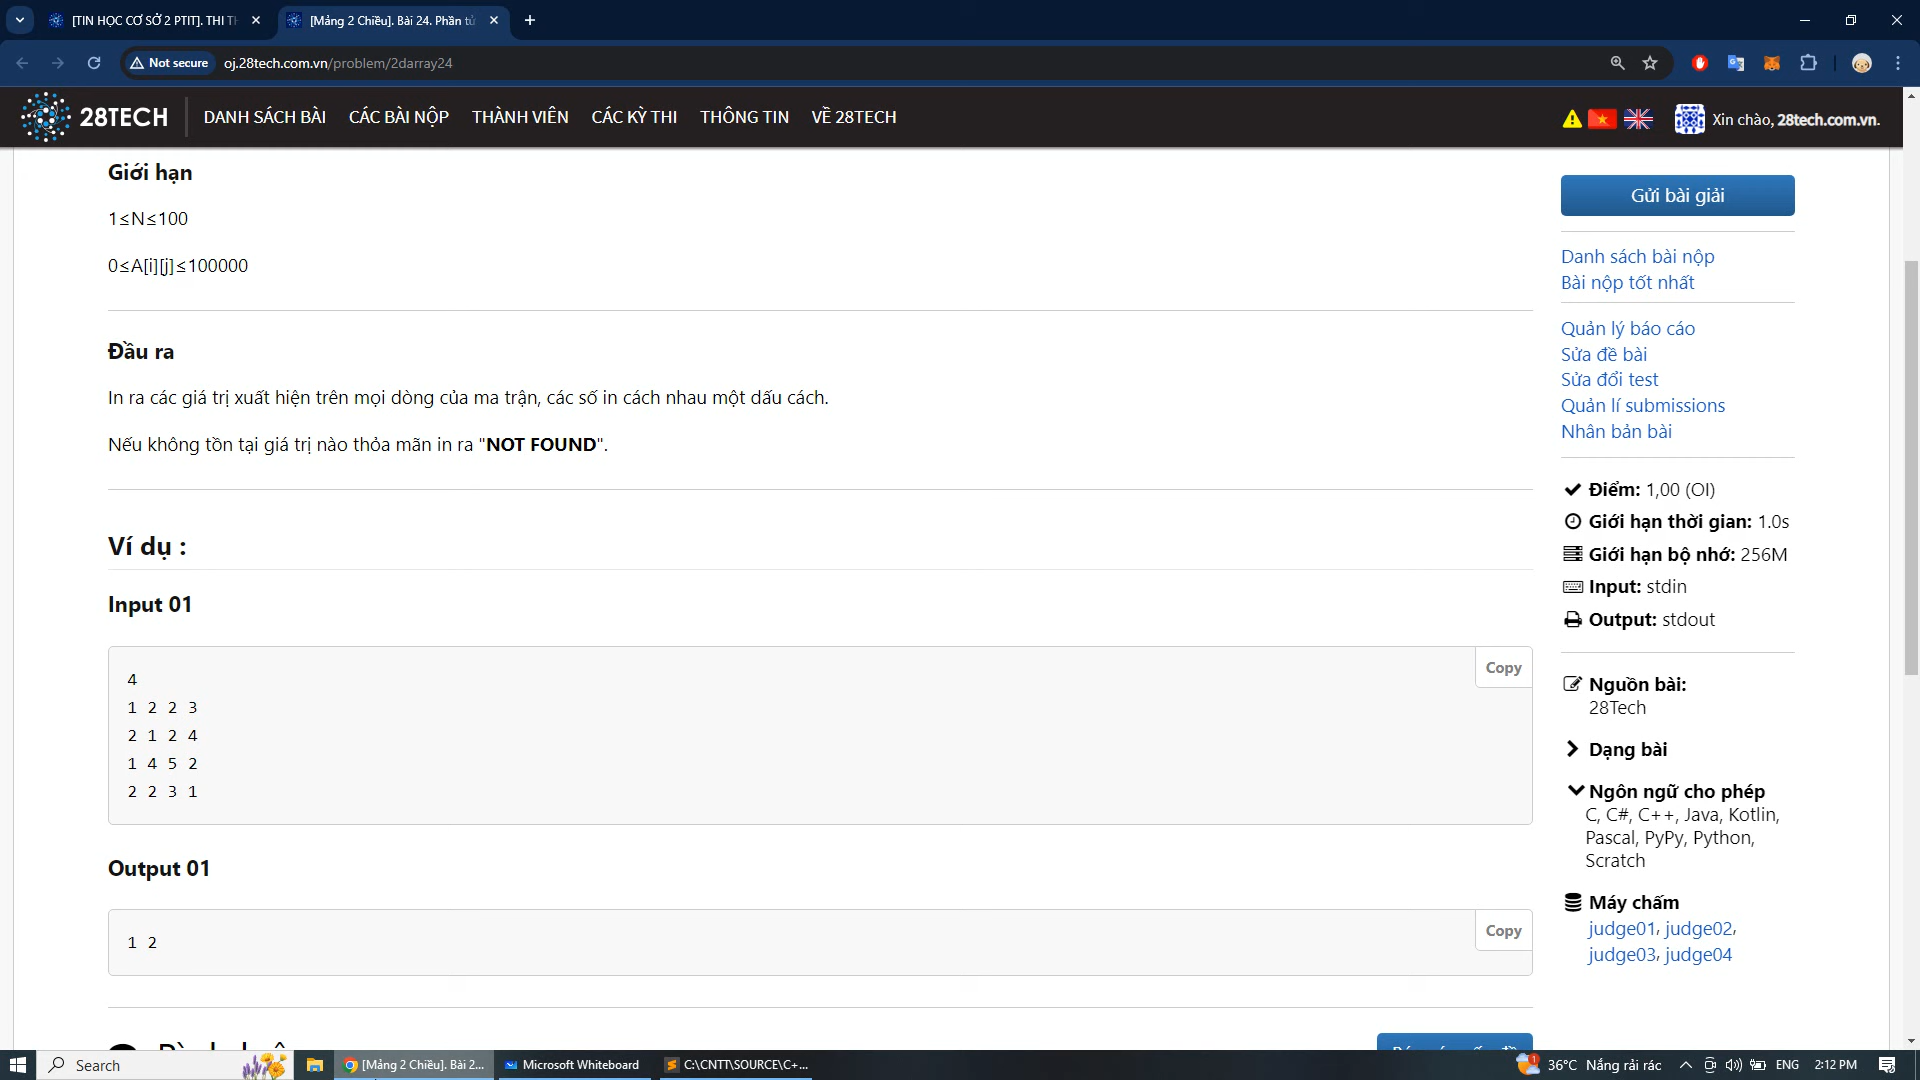 [TIN HỌC CƠ SỞ 2 PTIT]. THI TH
[Mảng 2 Chiều]. Bài 24. Phần tử
Not secure
oj.28tech.com.vn/problem/2darray24
28TECH
DANH SÁCH BÀI
CÁC BÀI NỘP
THÀNH VIÊN
CÁC KỲ THI
THÔNG TIN
VỀ 28TECH
Xin chào, 28tech.com.vn.
Giới hạn
1≤N≤100
0≤A[i][j]≤100000
Đầu ra
In ra các giá trị xuất hiện trên mọi dòng của ma trận, các số in cách nhau một dấu cách.
Nếu không tồn tại giá trị nào thỏa mãn in ra "NOT FOUND".
Ví dụ :
Input 01
Copy
4
1 2 2 3
2 1 2 4
1 4 5 2
2 2 3 1
Output 01
Copy
1 2
Gửi bài giải
Danh sách bài nộp
Bài nộp tốt nhất
Quản lý báo cáo
Sửa đề bài
Sửa đổi test
Quản lí submissions
Nhân bản bài
Điểm: 1,00 (OI)
Giới hạn thời gian: 1.0s
Giới hạn bộ nhớ: 256M
Input: stdin
Output: stdout
Nguồn bài:
28Tech
Dạng bài
Ngôn ngữ cho phép
C, C#, C++, Java, Kotlin,
Pascal, PyPy, Python,
Scratch
Máy chấm
judge01, judge02,
judge03, judge04
Search
[Mảng 2 Chiều]. Bài 2...
Microsoft Whiteboard
C:\CNTT\SOURCE\C+...
1
36°C Nắng rải rác
ENG
2:12 PM